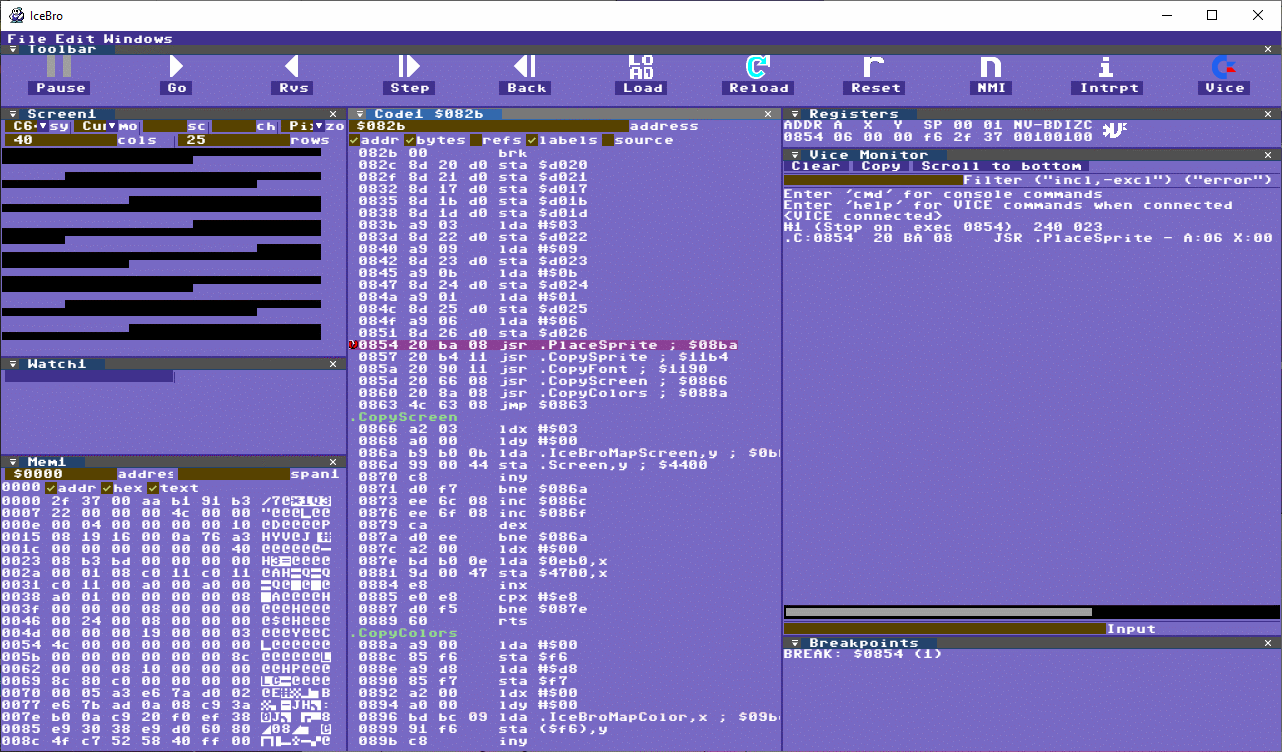 IceBro
File Edit Windows
Toolbar
Pause Go Rvs Step Back Load Reload Reset NMI Intrpt Vice
Screen1
C6 sy Cur mo sc ch Pix zo
40 cols 25 rows
Watch1
Mem1
$0000 addres span1
0000 addr hex text
0000 2f 37 00 aa b1 91 b3
0007 22 00 00 00 4c 00 00
000e 00 04 00 00 00 00 10
0015 08 19 16 00 0a 76 a3
001c 00 00 00 00 00 00 40
0023 08 b3 bd 00 00 00 00
002a 00 01 08 c0 11 c0 11
0031 c0 11 00 a0 00 a0 00
0038 a0 01 00 00 00 00 08
003f 00 00 00 08 00 00 00
0046 00 24 00 08 00 00 00
004d 00 00 00 19 00 00 03
0054 4c 00 00 00 00 00 00
005b 00 00 00 00 00 00 8c
0062 00 00 08 10 00 00 00
0069 8c 80 c0 00 00 00 00
0070 00 05 a3 e6 7a d0 02
0077 e6 7b ad 0a 08 c9 3a
007e b0 0a c9 20 f0 ef 38
0085 e9 30 38 e9 d0 60 80
008c 4f c7 52 58 40 ff 00
Code1 $082b
$082b address
addr bytes refs labels source
082b 00 brk
082c 8d 20 d0 sta $d020
082f 8d 21 d0 sta $d021
0832 8d 17 d0 sta $d017
0835 8d 1b d0 sta $d01b
0838 8d 1d d0 sta $d01d
083b a9 03 lda #$03
083d 8d 22 d0 sta $d022
0840 a9 09 lda #$09
0842 8d 23 d0 sta $d023
0845 a9 0b lda #$0b
0847 8d 24 d0 sta $d024
084a a9 01 lda #$01
084c 8d 25 d0 sta $d025
084f a9 06 lda #$06
0851 8d 26 d0 sta $d026
0854 20 ba 08 jsr .PlaceSprite ; $08ba
0857 20 b4 11 jsr .CopySprite ; $11b4
085a 20 90 11 jsr .CopyFont ; $1190
085d 20 66 08 jsr .CopyScreen ; $0866
0860 20 8a 08 jsr .CopyColors ; $088a
0863 4c 63 08 jmp $0863
.CopyScreen
0866 a2 03 ldx #$03
0868 a0 00 ldy #$00
086a b9 b0 0b lda .IceBroMapScreen,y ; $0b
086d 99 00 44 sta .Screen,y ; $4400
0870 c8 iny
0871 d0 f7 bne $086a
0873 ee 6c 08 inc $086c
0876 ee 6f 08 inc $086f
0879 ca dex
087a d0 ee bne $086a
087c a2 00 ldx #$00
087e bd b0 0e lda $0eb0,x
0881 9d 00 47 sta $4700,x
0884 e8 inx
0885 e0 e8 cpx #$e8
0887 d0 f5 bne $087e
0889 60 rts
.CopyColors
088a a9 00 lda #$00
088c 85 f6 sta $f6
088e a9 d8 lda #$d8
0890 85 f7 sta $f7
0892 a2 00 ldx #$00
0894 a0 00 ldy #$00
0896 bd bc 09 lda .IceBroMapColor,x ; $09b
0899 91 f6 sta ($f6),y
089b c8 iny
Registers
ADDR A X Y SP 00 01 NV-BDIZC
0854 06 00 00 f6 2f 37 00100100
Vice Monitor
Clear Copy Scroll to bottom
Filter ("incl,-excl") ("error")
Enter 'cmd' for console commands
Enter 'help' for VICE commands when connected
<VICE connected>
#1 (Stop on exec 0854) 240 023
.C:0854 20 BA 08 JSR .PlaceSprite - A:06 X:00
Input
Breakpoints
BREAK: $0854 (1)